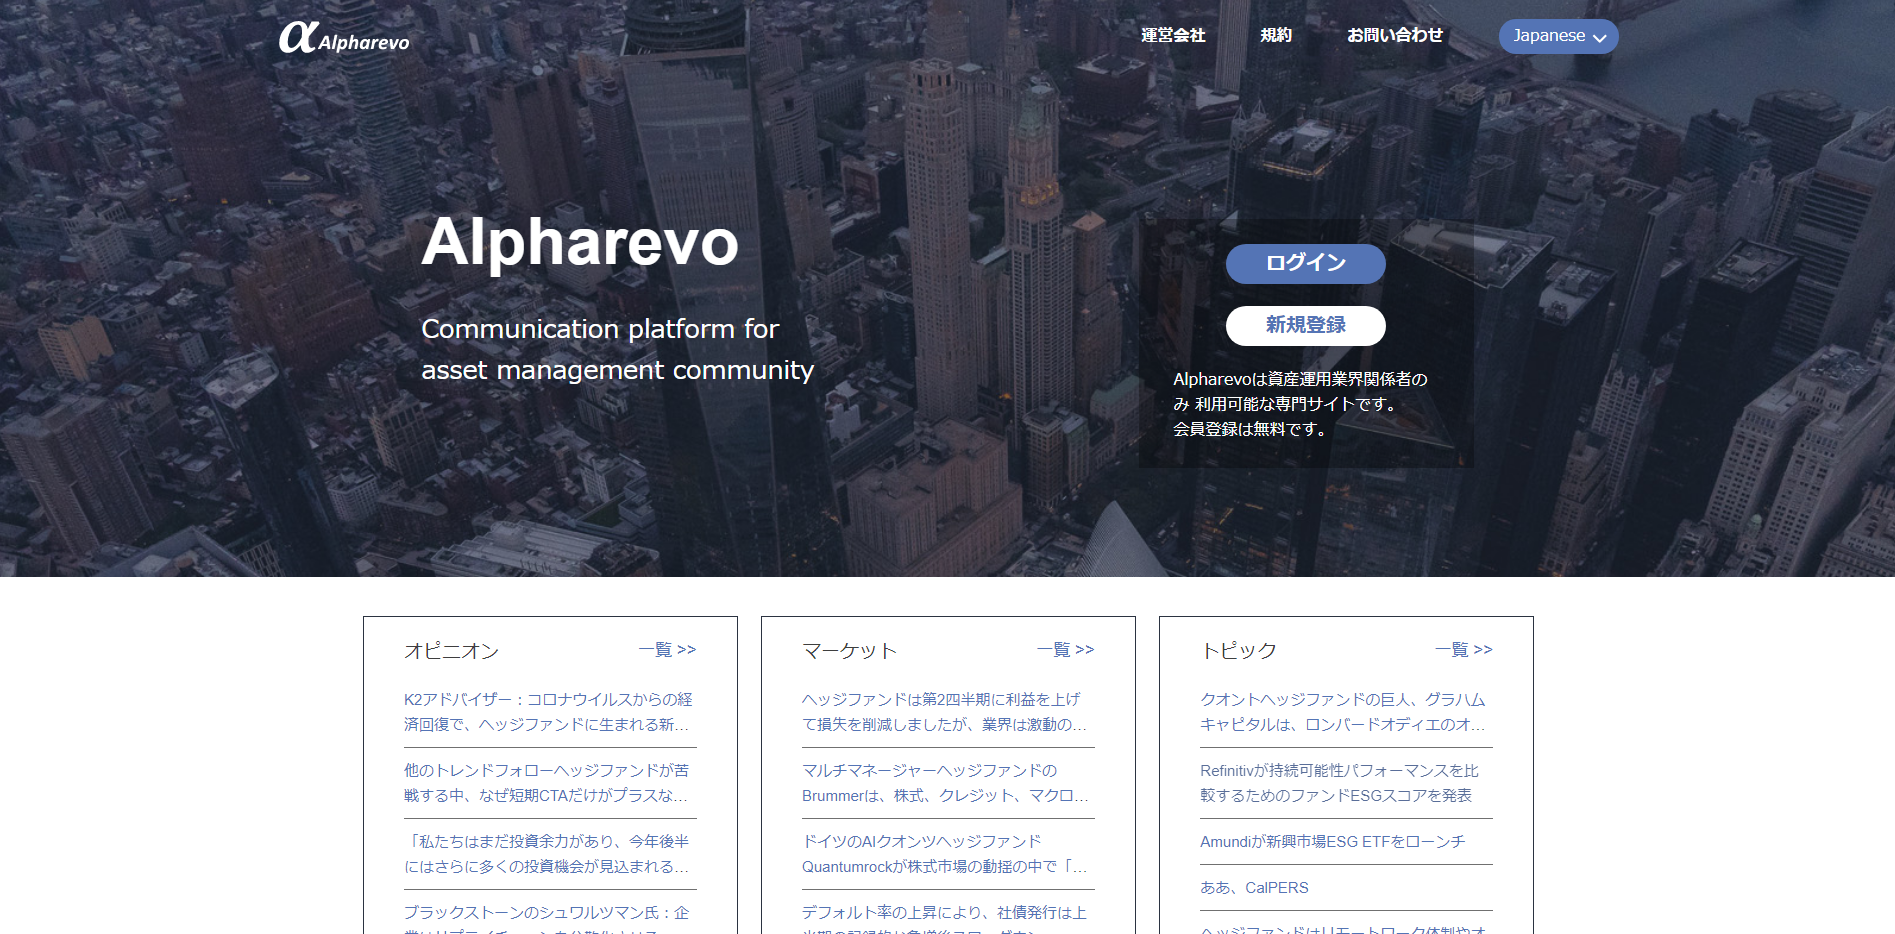 αAlpharevo
運営会社
規約
お問い合わせ
Japanese
Alpharevo
Communication platform for
asset management community
ログイン
新規登録
Alpharevoは資産運用業界関係者の
み 利用可能な専門サイトです。
会員登録は無料です。
オピニオン
一覧 >>
K2アドバイザー：コロナウイルスからの経
済回復で、ヘッジファンドに生まれる新…
他のトレンドフォローヘッジファンドが苦
戦する中、なぜ短期CTAだけがプラスな…
「私たちはまだ投資余力があり、今年後半
にはさらに多くの投資機会が見込まれる…
ブラックストーンのシュワルツマン氏：企
マーケット
一覧 >>
ヘッジファンドは第2四半期に利益を上げ
て損失を削減しましたが、業界は激動の…
マルチマネージャーヘッジファンドの
Brummerは、株式、クレジット、マクロ…
ドイツのAIクオンツヘッジファンド
Quantumrockが株式市場の動揺の中で「…
デフォルト率の上昇により、社債発行は上
トピック
一覧 >>
クオントヘッジファンドの巨人、グラハム
キャピタルは、ロンバードオディエのオ…
Refinitivが持続可能性パフォーマンスを比
較するためのファンドESGスコアを発表
Amundiが新興市場ESG ETFをローンチ
ああ、CalPERS
ヘッジファンドはリモートワーク体制やオ